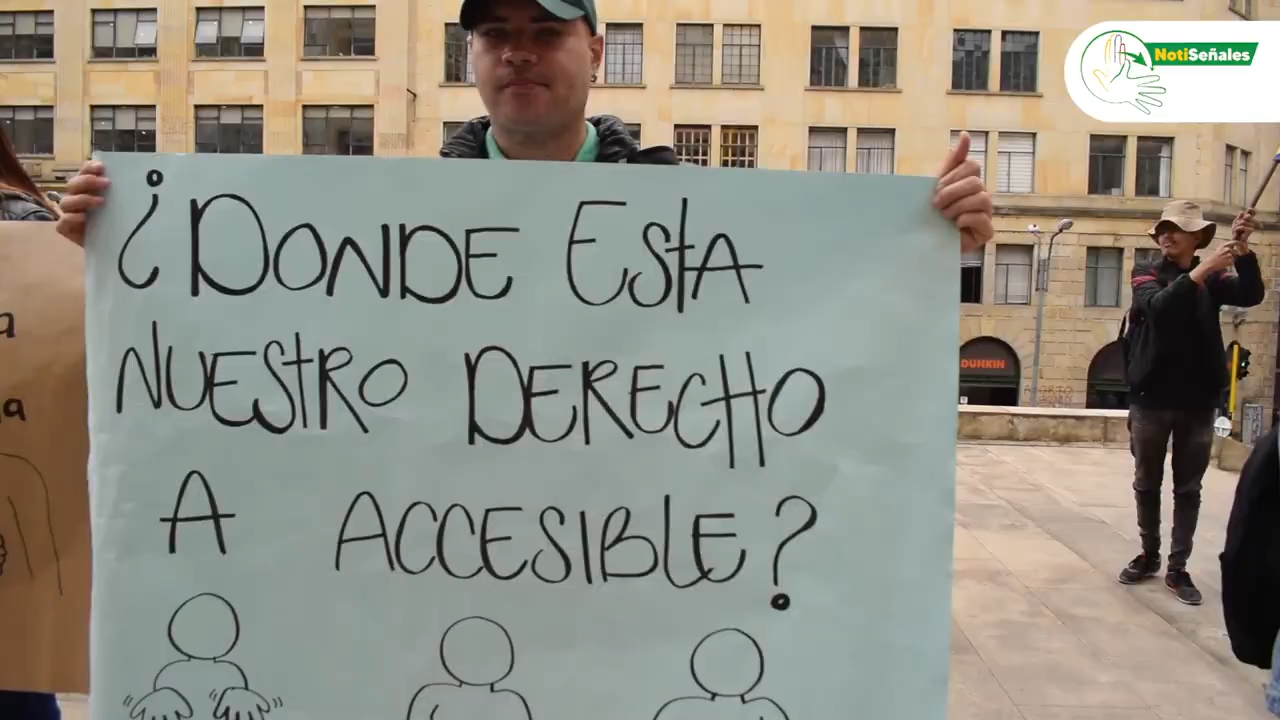 NotiSeñales
¿DONDE ESTA
NUESTRO DERECHO
A ACCESIBLE?
DUNKIN
a
a